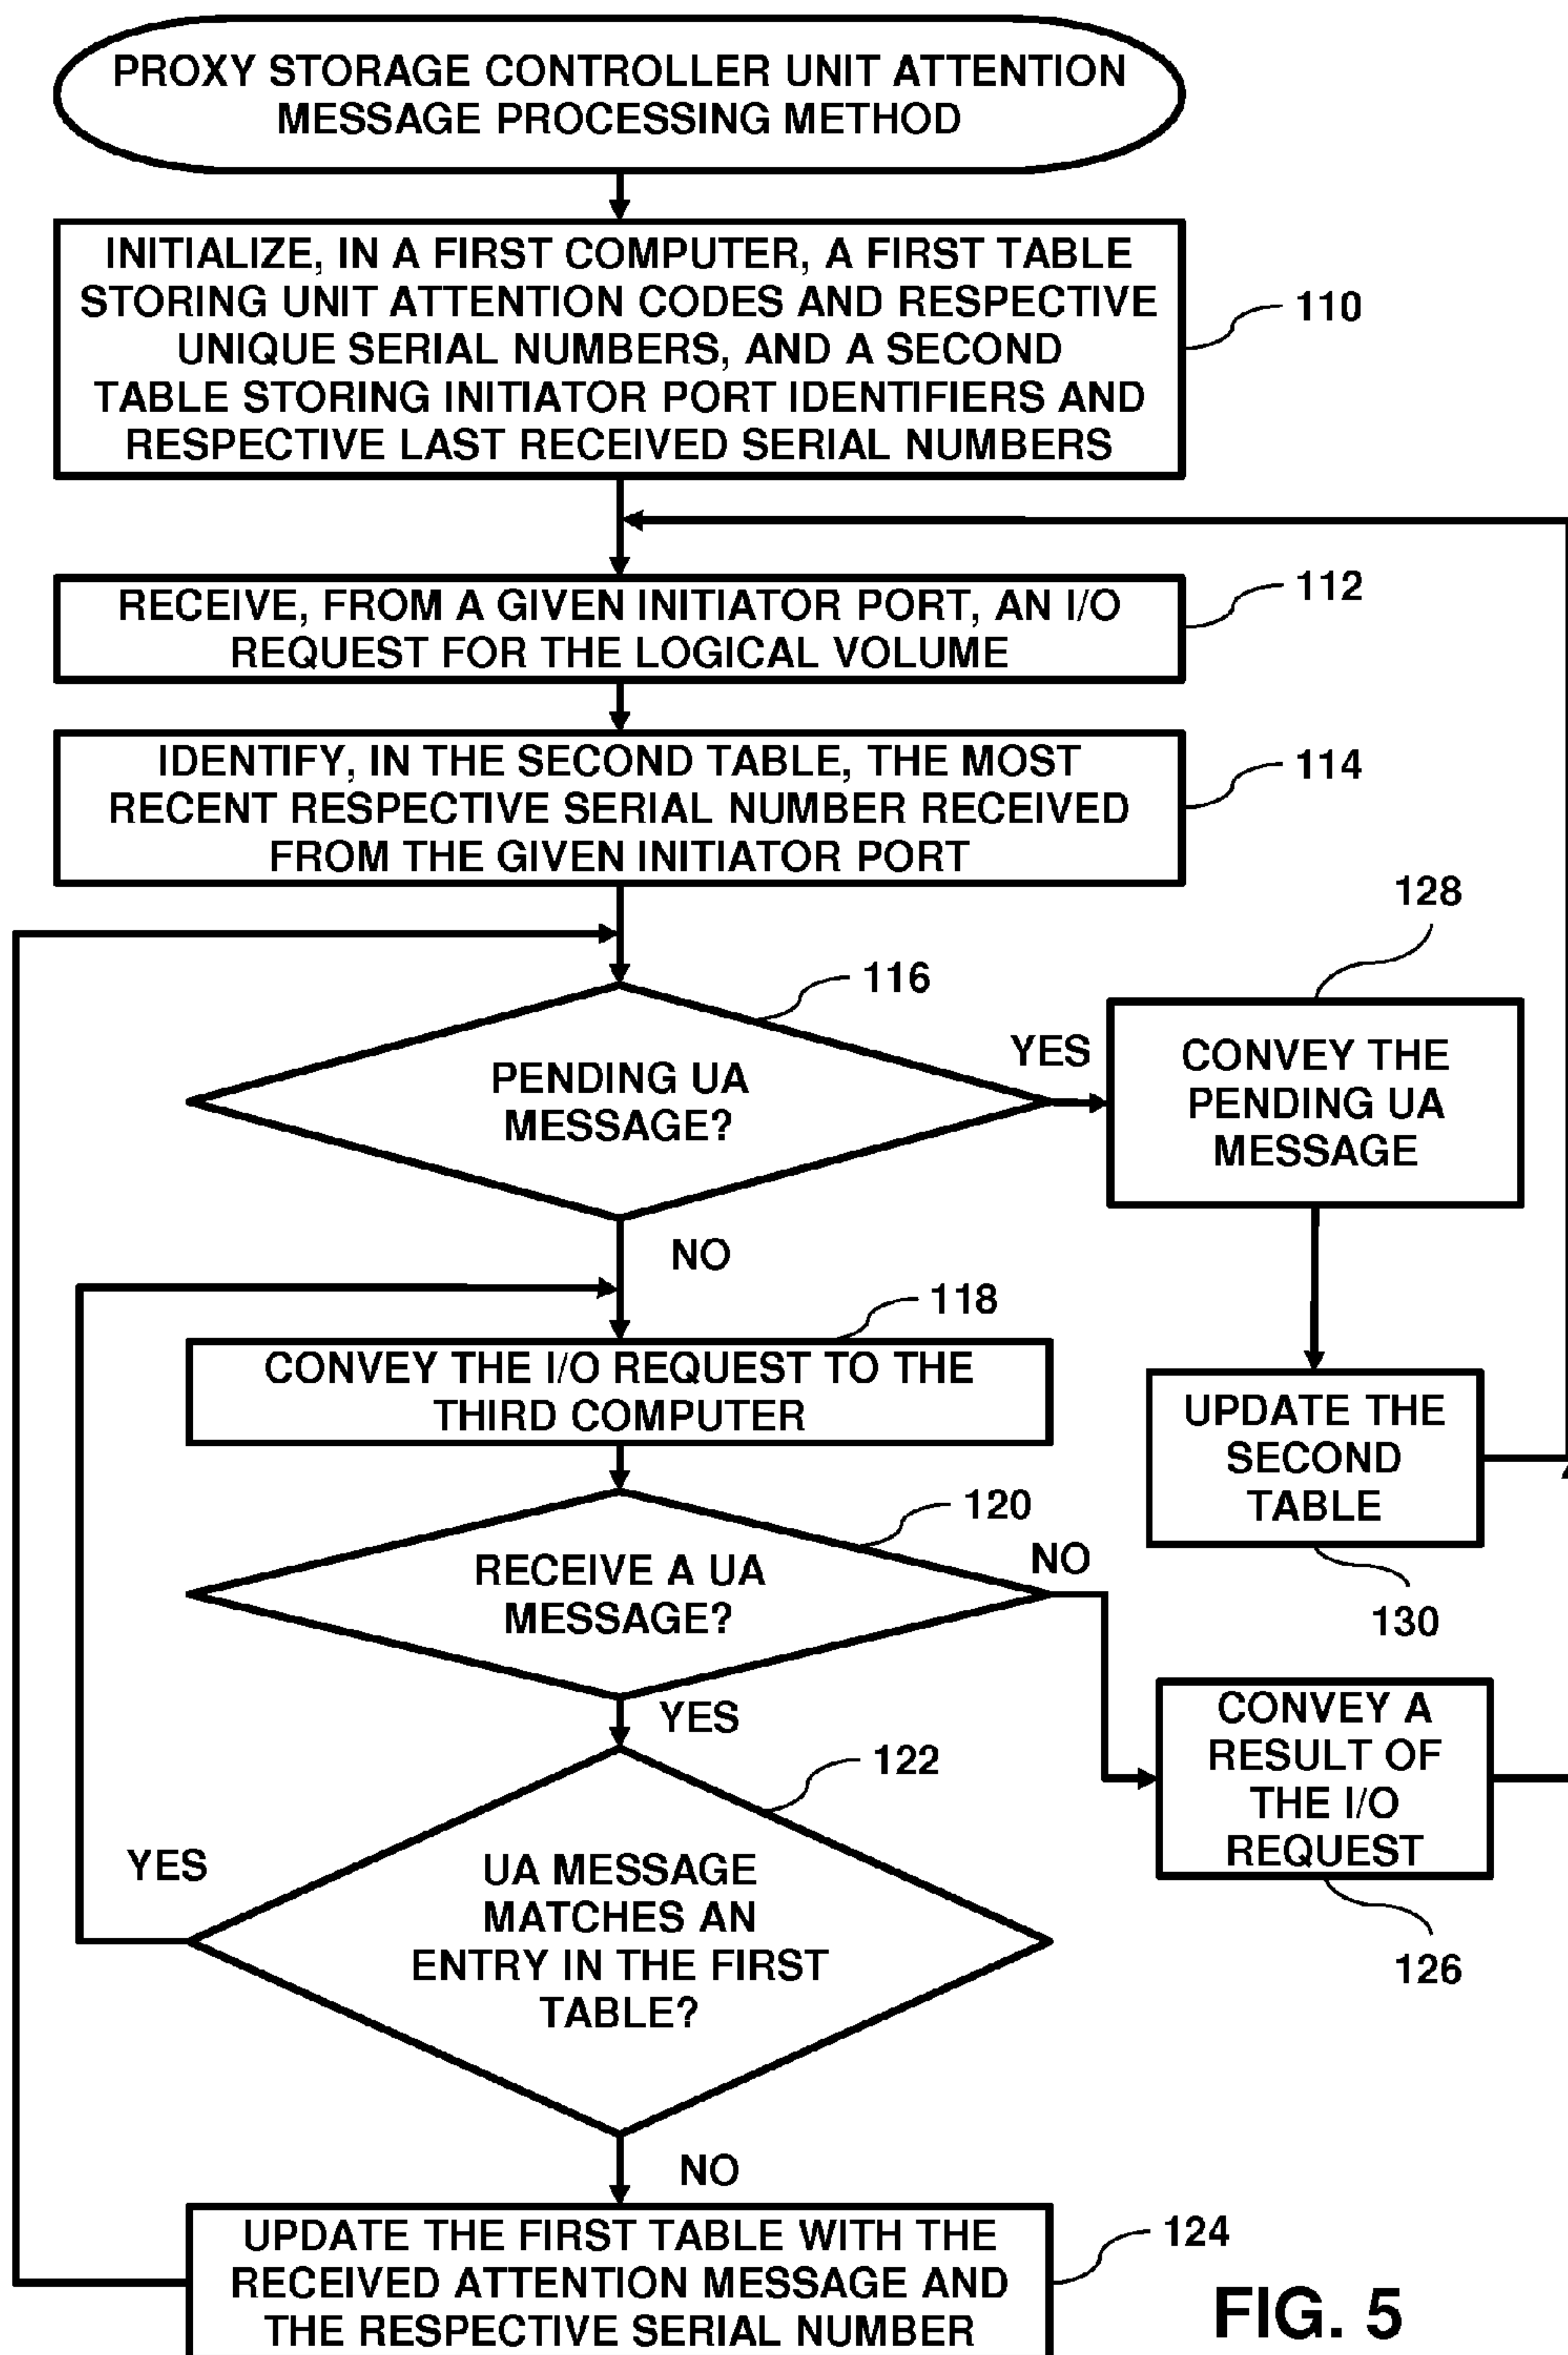 PROXY STORAGE CONTROLLER UNIT ATTENTION
MESSAGE PROCESSING METHOD
INITIALIZE, IN A FIRST COMPUTER, A FIRST TABLE
STORING UNIT ATTENTION CODES AND RESPECTIVE
UNIQUE SERIAL NUMBERS, AND A SECOND
TABLE STORING INITIATOR PORT IDENTIFIERS AND
RESPECTIVE LAST RECEIVED SERIAL NUMBERS
110
RECEIVE, FROM A GIVEN INITIATOR PORT, AN I/O
REQUEST FOR THE LOGICAL VOLUME
112
IDENTIFY, IN THE SECOND TABLE, THE MOST
RECENT RESPECTIVE SERIAL NUMBER RECEIVED
FROM THE GIVEN INITIATOR PORT
114
PENDING UA
MESSAGE?
116
YES
CONVEY THE
PENDING UA
MESSAGE
128
NO
CONVEY THE I/O REQUEST TO THE
THIRD COMPUTER
118
UPDATE THE
SECOND
TABLE
130
RECEIVE A UA
MESSAGE?
120
NO
YES
CONVEY A
RESULT OF
THE I/O
REQUEST
126
UA MESSAGE
MATCHES AN
ENTRY IN THE FIRST
TABLE?
122
YES
NO
UPDATE THE FIRST TABLE WITH THE
RECEIVED ATTENTION MESSAGE AND
THE RESPECTIVE SERIAL NUMBER
124
FIG. 5